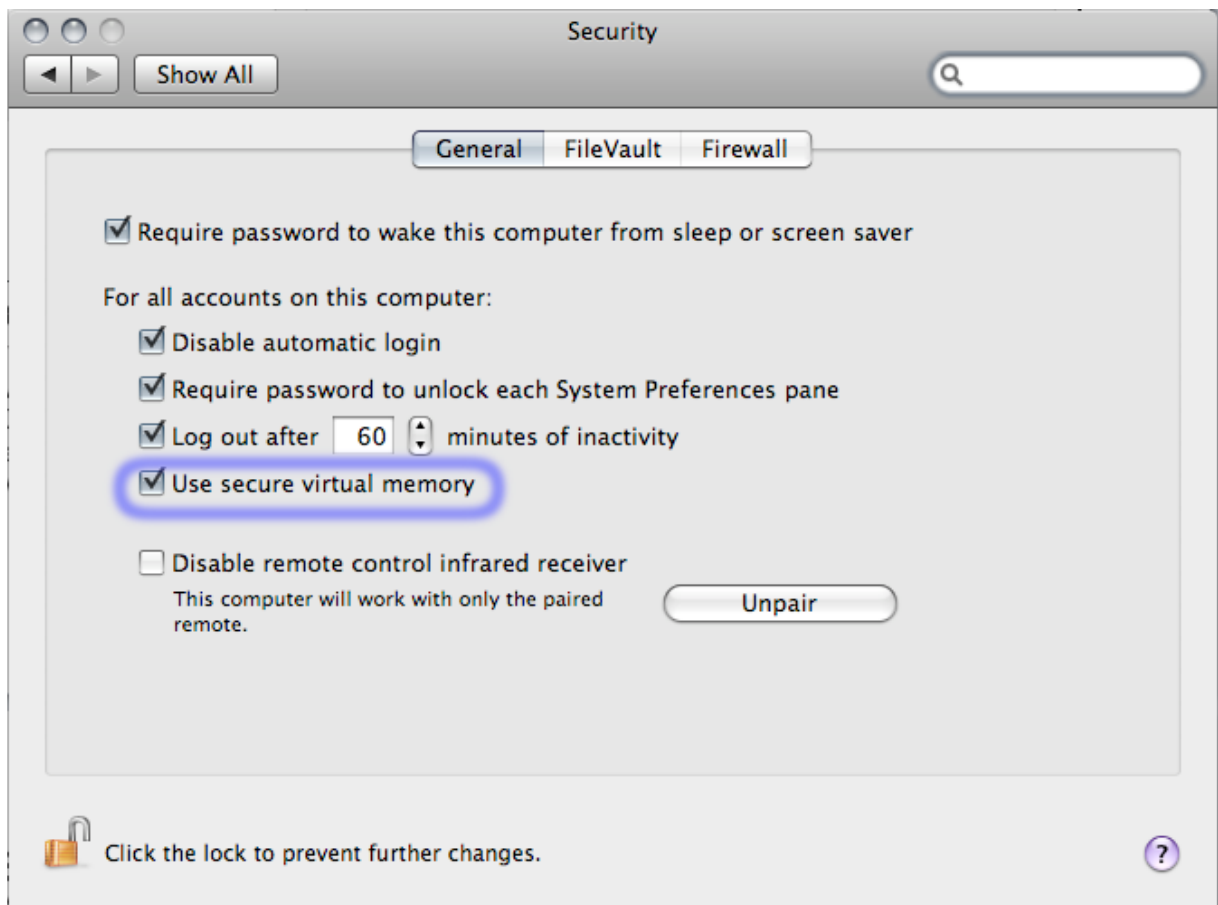 Security
Show All
General FileVault Firewall
Require password to wake this computer from sleep or screen saver
For all accounts on this computer:
Disable automatic login
Require password to unlock each System Preferences pane
Log out after 60 minutes of inactivity
Use secure virtual memory
Disable remote control infrared receiver
This computer will work with only the paired
remote.
Unpair
Click the lock to prevent further changes.
?